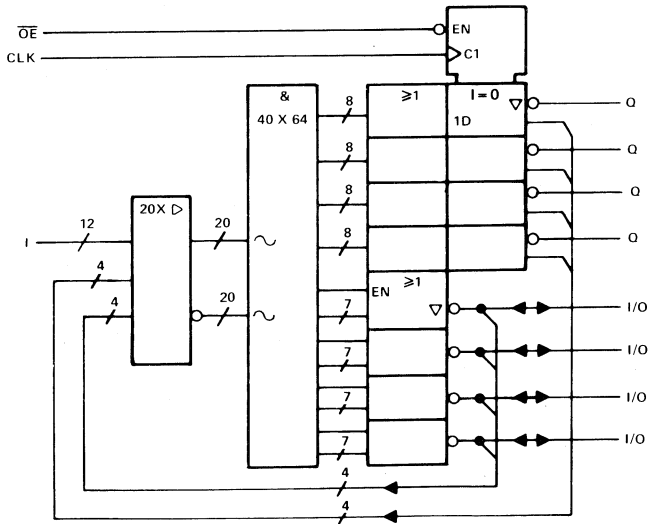 O̅E̅
EN
CLK
C1
&
40 X 64
8
≥1
I=0
▽
1D
Q
8
Q
8
Q
12
20X ▷
20
8
Q
I
4
EN
≥1
4
20
7
▽
I/O
7
I/O
7
I/O
7
I/O
4
4